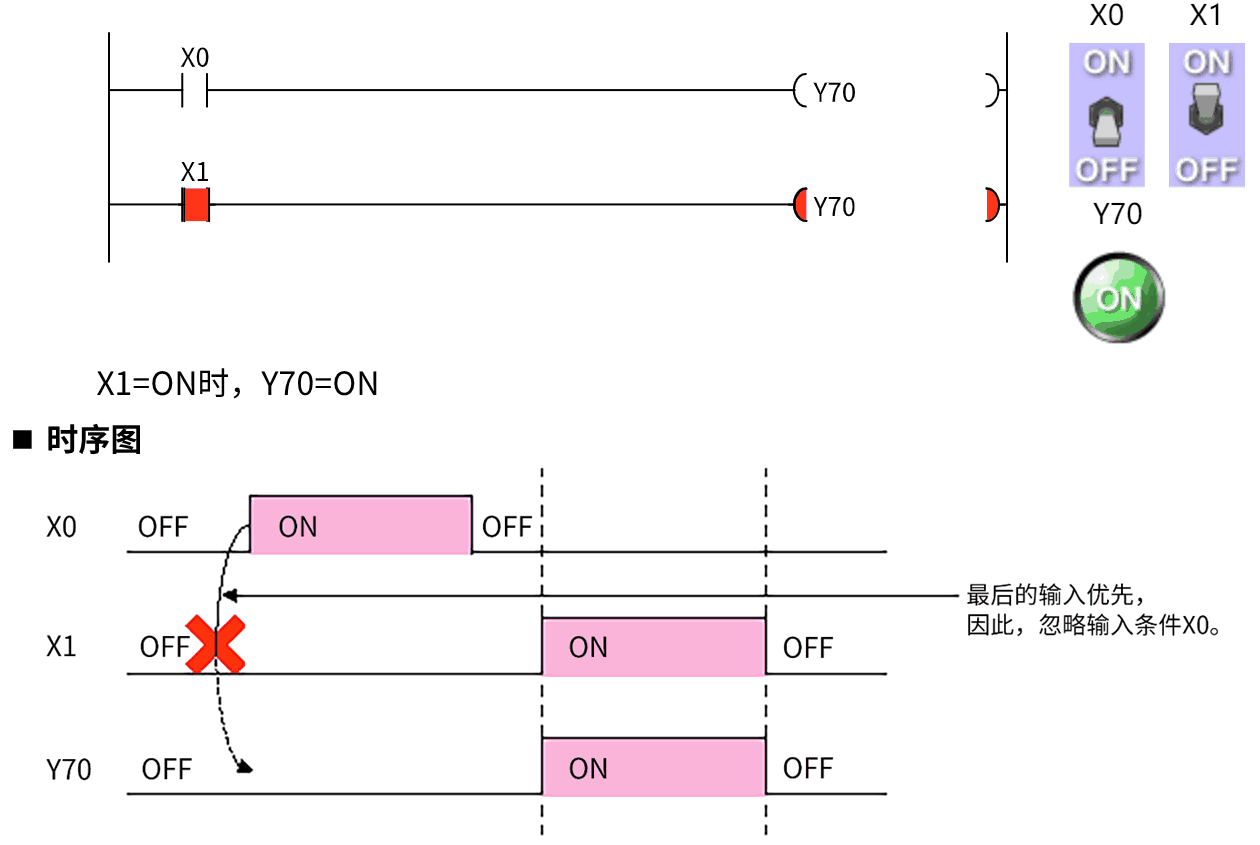 X0
Y70
X1
Y70
X0 X1
ON ON
OFF OFF
Y70
ON
X1=ON时，Y70=ON
■ 时序图
X0 OFF ON OFF
最后的输入优先，
因此，忽略输入条件X0。
X1 OFF ON OFF
Y70 OFF ON OFF